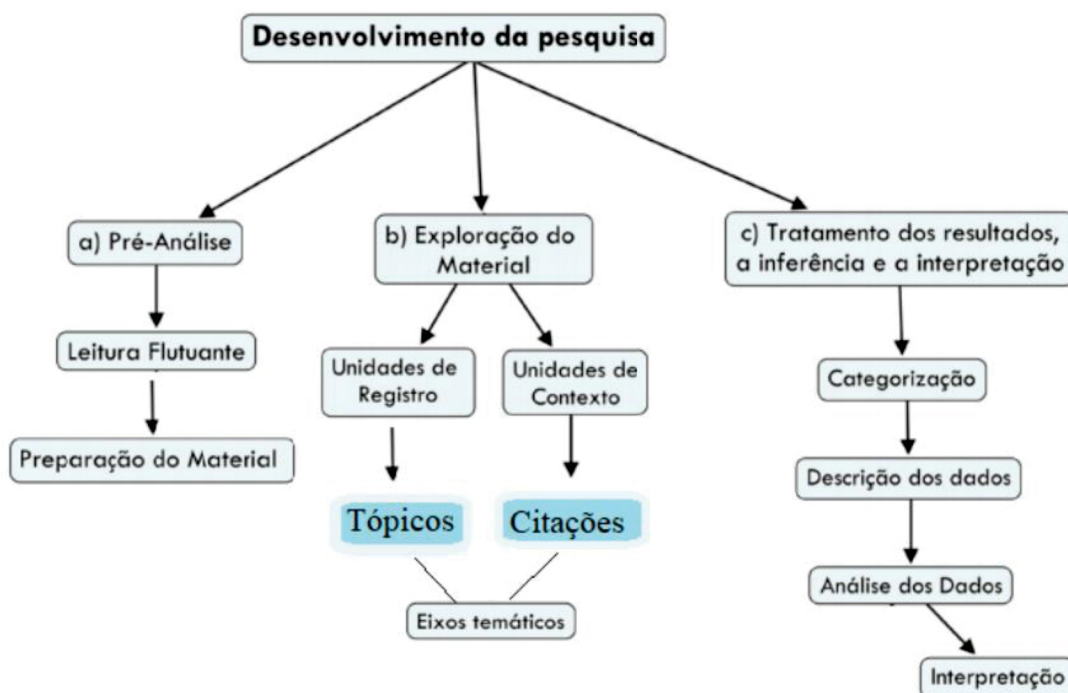 Desenvolvimento da pesquisa
a) Pré-Análise
Leitura Flutuante
Preparação do Material
b) Exploração do
Material
Unidades de
Registro
Unidades de
Contexto
Tópicos
Citações
Eixos temáticos
c) Tratamento dos resultados,
a inferência e a interpretação
Categorização
Descrição dos dados
Análise dos Dados
Interpretação